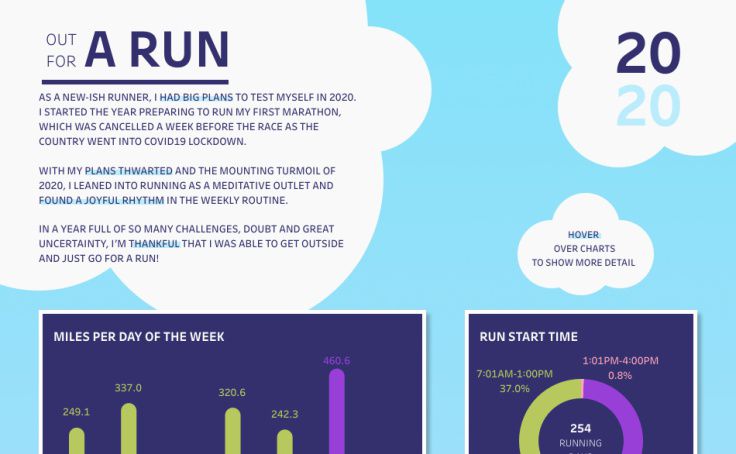 OUT
FOR
A RUN
20
20
AS A NEW-ISH RUNNER, I HAD BIG PLANS TO TEST MYSELF IN 2020.
I STARTED THE YEAR PREPARING TO RUN MY FIRST MARATHON,
WHICH WAS CANCELLED A WEEK BEFORE THE RACE AS THE
COUNTRY WENT INTO COVID19 LOCKDOWN.
WITH MY PLANS THWARTED AND THE MOUNTING TURMOIL OF
2020, I LEANED INTO RUNNING AS A MEDITATIVE OUTLET AND
FOUND A JOYFUL RHYTHM IN THE WEEKLY ROUTINE.
IN A YEAR FULL OF SO MANY CHALLENGES, DOUBT AND GREAT
UNCERTAINTY, I'M THANKFUL THAT I WAS ABLE TO GET OUTSIDE
AND JUST GO FOR A RUN!
HOVER
OVER CHARTS
TO SHOW MORE DETAIL
MILES PER DAY OF THE WEEK
249.1
337.0
320.6
242.3
460.6
RUN START TIME
1:01PM-4:00PM
0.8%
7:01AM-1:00PM
37.0%
254
RUNNING